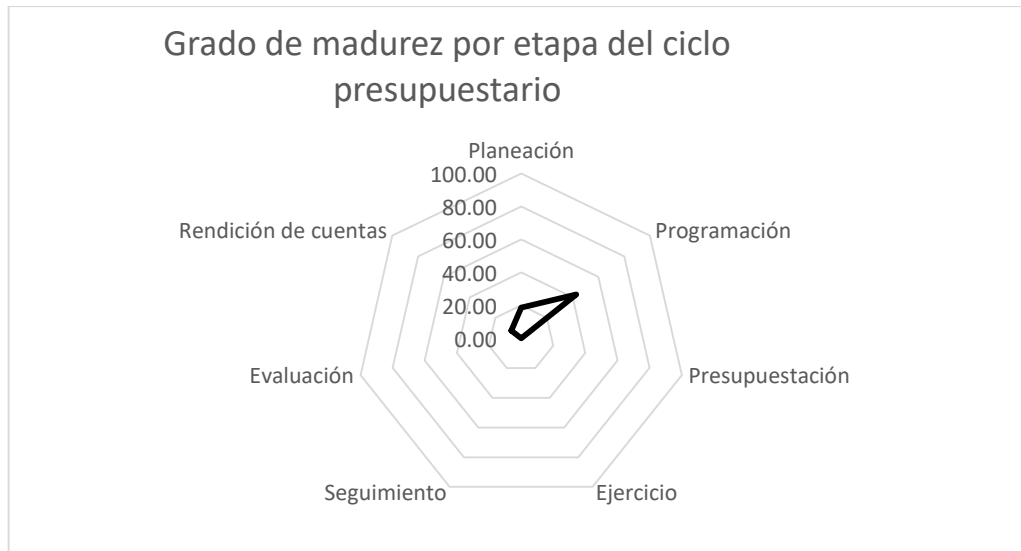 Grado de madurez por etapa del ciclo
presupuestario
Planeación
100.00
80.00
60.00
40.00
20.00
0.00
Programación
Presupuestación
Ejercicio
Seguimiento
Evaluación
Rendición de cuentas